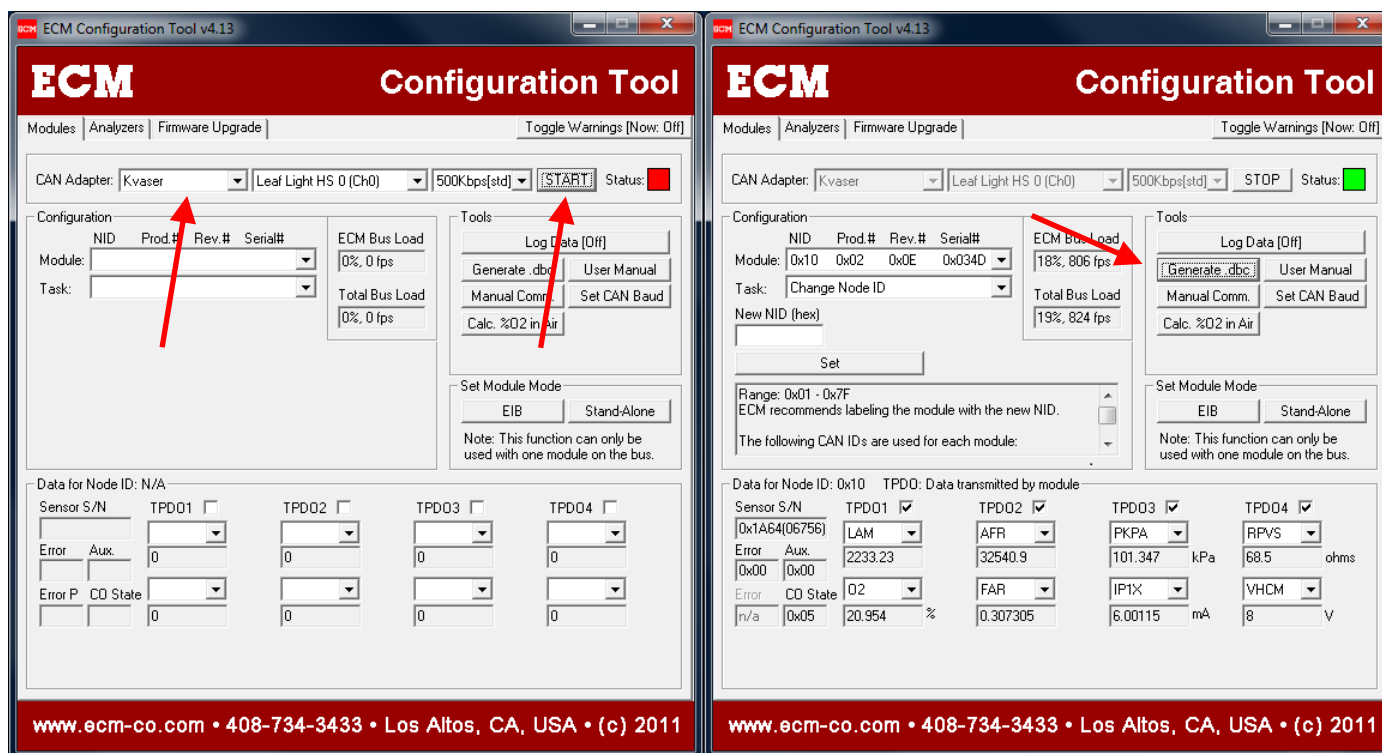 ECM Configuration Tool v4.13
ECM Configuration Tool
Modules Analyzers Firmware Upgrade Toggle Warnings [Now: Off]
CAN Adapter: Kvaser Leaf Light HS 0 (Ch0) 500Kbps[std] START Status:
Configuration
NID Prod.# Rev.# Serial#
Module:
Task:
ECM Bus Load
0%, 0 fps
Total Bus Load
0%, 0 fps
Tools
Log Data [Off]
Generate .dbc User Manual
Manual Comm. Set CAN Baud
Calc. %O2 in Air
Set Module Mode
EIB Stand-Alone
Note: This function can only be
used with one module on the bus.
Data for Node ID: N/A
Sensor S/N TPDO1 TPDO2 TPDO3 TPDO4
Error Aux.
0 0 0 0
Error P CO State
0 0 0 0
www.ecm-co.com • 408-734-3433 • Los Altos, CA, USA • (c) 2011
ECM Configuration Tool v4.13
ECM Configuration Tool
Modules Analyzers Firmware Upgrade Toggle Warnings [Now: Off]
CAN Adapter: Kvaser Leaf Light HS 0 (Ch0) 500Kbps[std] STOP Status:
Configuration
NID Prod.# Rev.# Serial#
Module: 0x10 0x02 0x0E 0x034D
Task: Change Node ID
New NID (hex)
Set
Range: 0x01 - 0x7F
ECM recommends labeling the module with the new NID.
The following CAN IDs are used for each module:
ECM Bus Load
18%, 806 fps
Total Bus Load
19%, 824 fps
Tools
Log Data [Off]
Generate .dbc User Manual
Manual Comm. Set CAN Baud
Calc. %O2 in Air
Set Module Mode
EIB Stand-Alone
Note: This function can only be
used with one module on the bus.
Data for Node ID: 0x10 TPDO: Data transmitted by module
Sensor S/N TPDO1 TPDO2 TPDO3 TPDO4
0x1A64(06756) LAM AFR PKPA RPVS
Error Aux. 2233.23 32540.9 101.347 kPa 68.5 ohms
0x00 0x00
Error CO State O2 FAR IP1X VHCM
n/a 0x05 20.954 % 0.307305 6.00115 mA 8 V
www.ecm-co.com • 408-734-3433 • Los Altos, CA, USA • (c) 2011